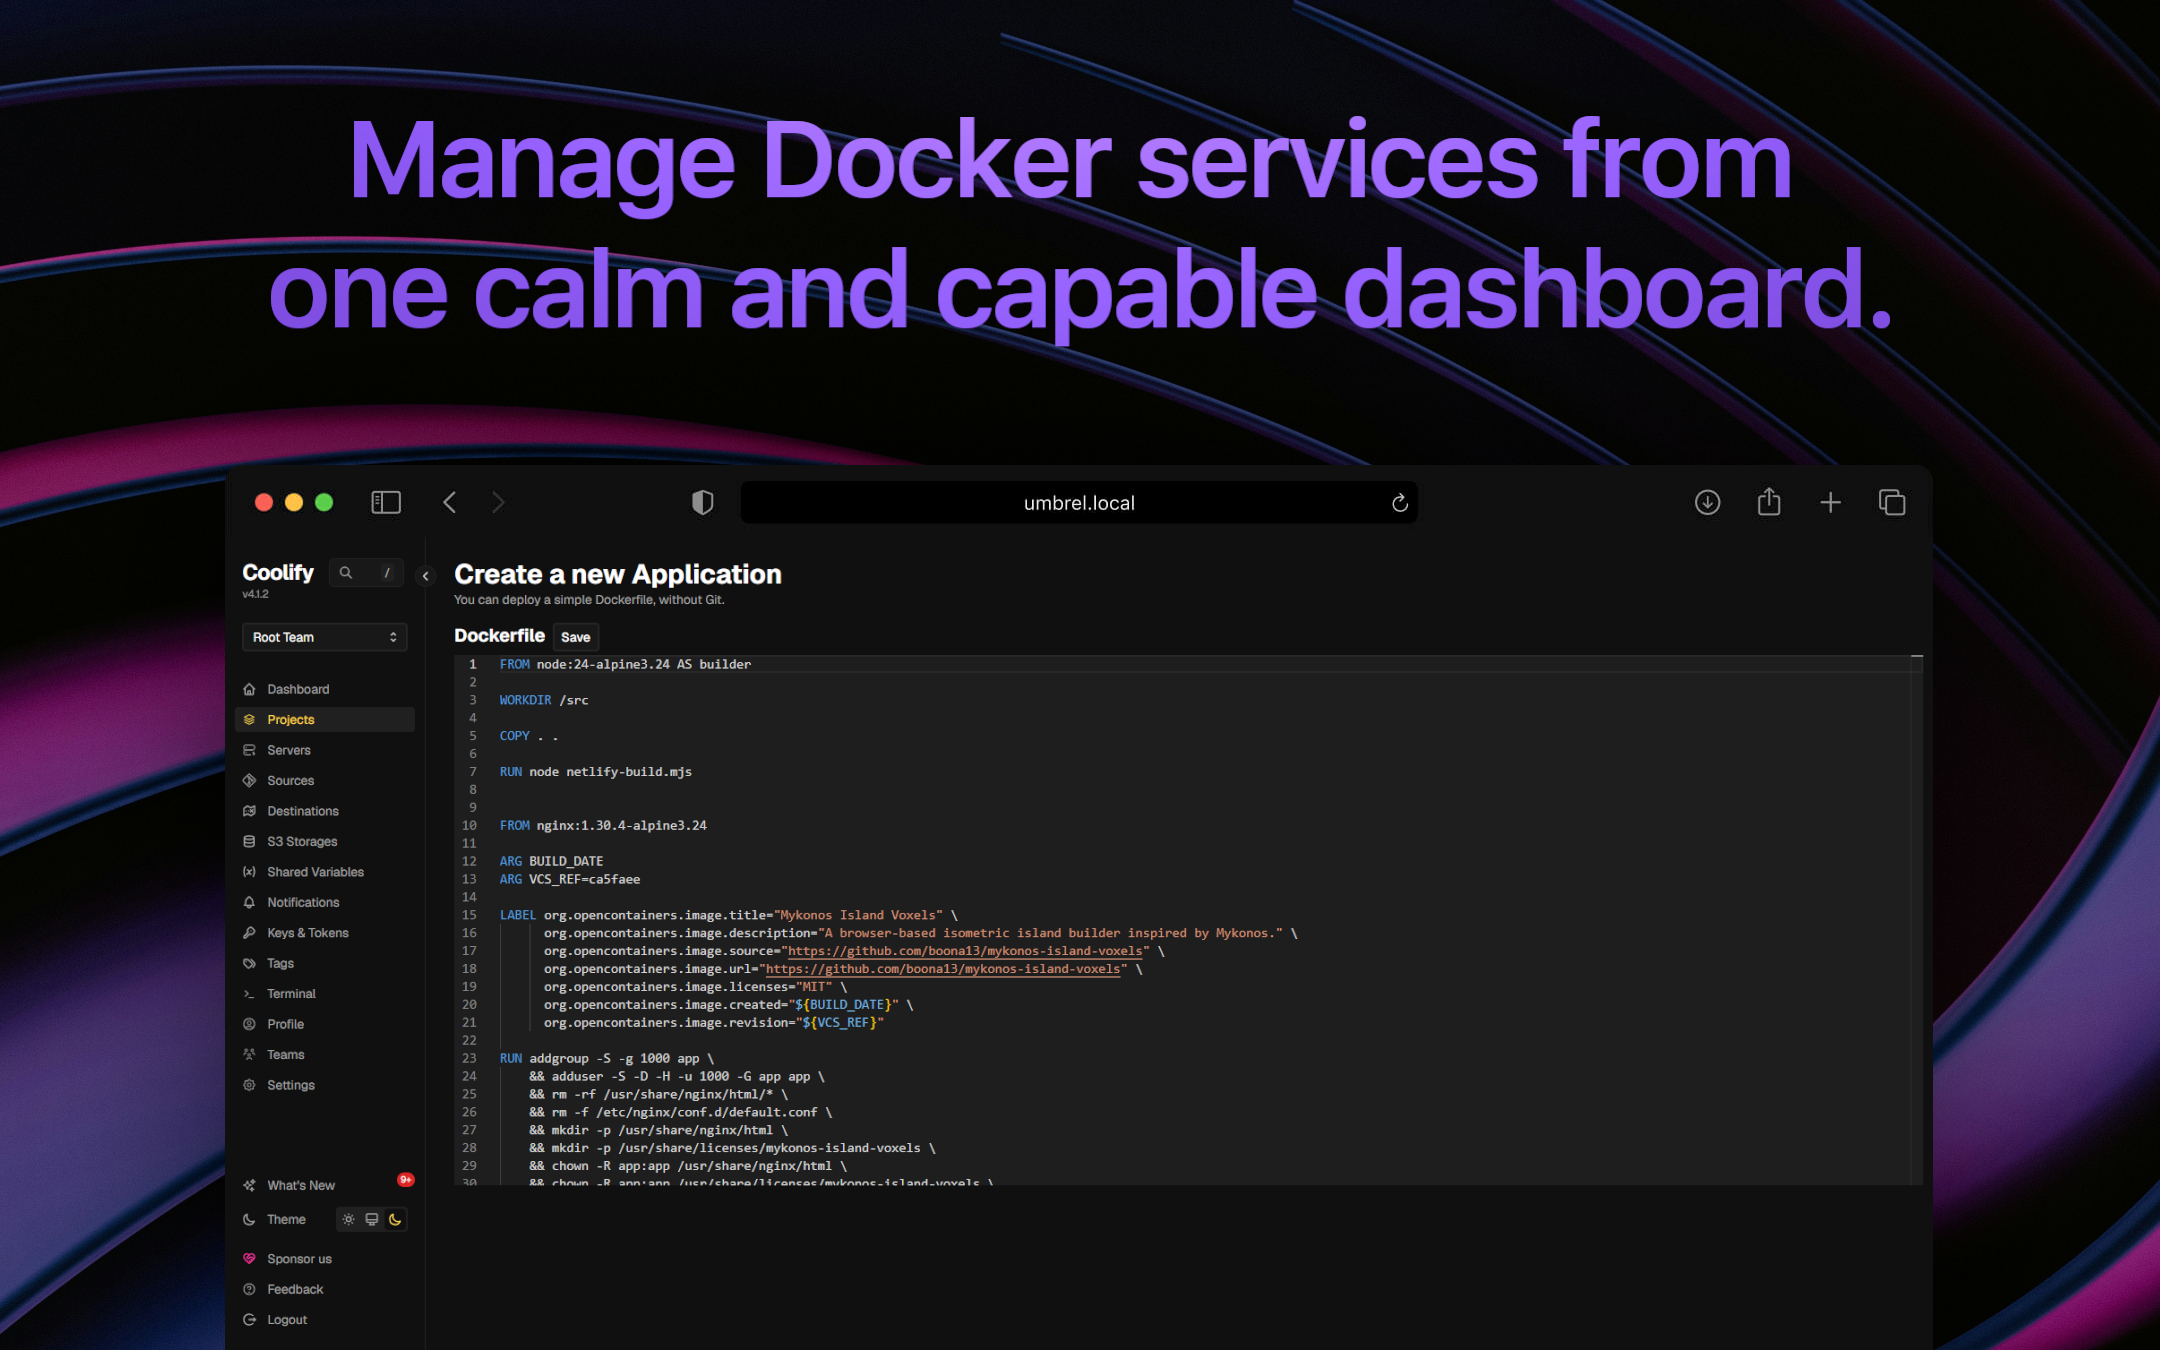 Manage Docker services from
one calm and capable dashboard.
umbrel.local
Coolify
/
v4.1.2
Root Team
Dashboard
Projects
Servers
Sources
Destinations
S3 Storages
Shared Variables
Notifications
Keys & Tokens
Tags
Terminal
Profile
Teams
Settings
What's New
9+
Theme
Sponsor us
Feedback
Logout
Create a new Application
You can deploy a simple Dockerfile, without Git.
Dockerfile Save
1 FROM node:24-alpine3.24 AS builder
2
3 WORKDIR /src
4
5 COPY . .
6
7 RUN node netlify-build.mjs
8
9
10 FROM nginx:1.30.4-alpine3.24
11
12 ARG BUILD_DATE
13 ARG VCS_REF=ca5faee
14
15 LABEL org.opencontainers.image.title="Mykonos Island Voxels" \
16 org.opencontainers.image.description="A browser-based isometric island builder inspired by Mykonos." \
17 org.opencontainers.image.source="https://github.com/boona13/mykonos-island-voxels" \
18 org.opencontainers.image.url="https://github.com/boona13/mykonos-island-voxels" \
19 org.opencontainers.image.licenses="MIT" \
20 org.opencontainers.image.created="${BUILD_DATE}" \
21 org.opencontainers.image.revision="${VCS_REF}"
22
23 RUN addgroup -S -g 1000 app \
24 && adduser -S -D -H -u 1000 -G app app \
25 && rm -rf /usr/share/nginx/html/* \
26 && rm -f /etc/nginx/conf.d/default.conf \
27 && mkdir -p /usr/share/nginx/html \
28 && mkdir -p /usr/share/licenses/mykonos-island-voxels \
29 && chown -R app:app /usr/share/nginx/html \
30 && chown -R app:app /usr/share/licenses/mykonos-island-voxels \